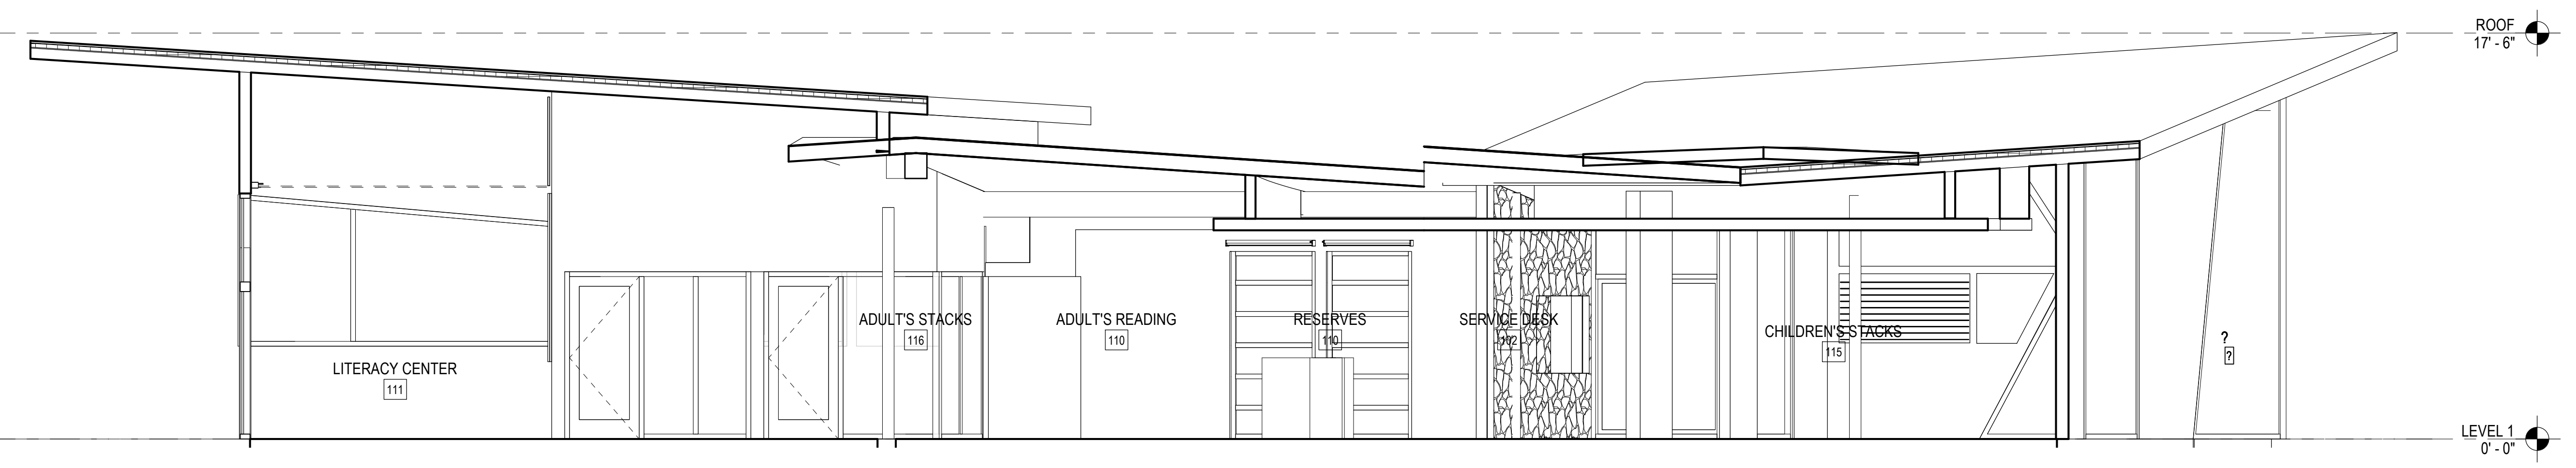 ROOF
17' - 6"
ADULT'S STACKS
116
ADULT'S READING
110
RESERVES
110
SERVICE DESK
102
CHILDREN'S STACKS
115
?
?
LITERACY CENTER
111
LEVEL 1
0' - 0"